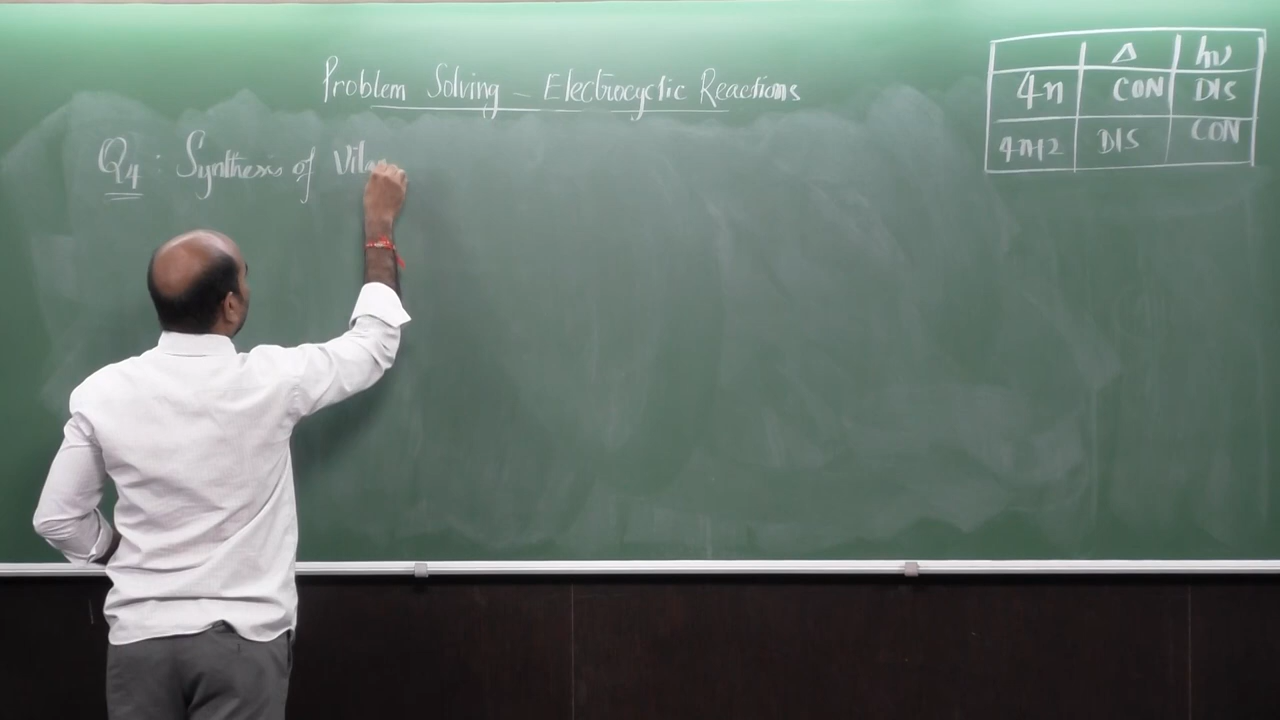 Problem Solving - Electrocyclic Reactions
Δ hν
4n CON DIS
4n+2 DIS CON
Q4 : Synthesis of